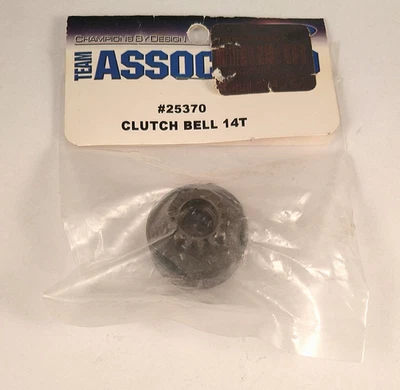 CHAMPIONS BY DESIGN
TEAM
ASSOC
#25370
CLUTCH BELL 14T